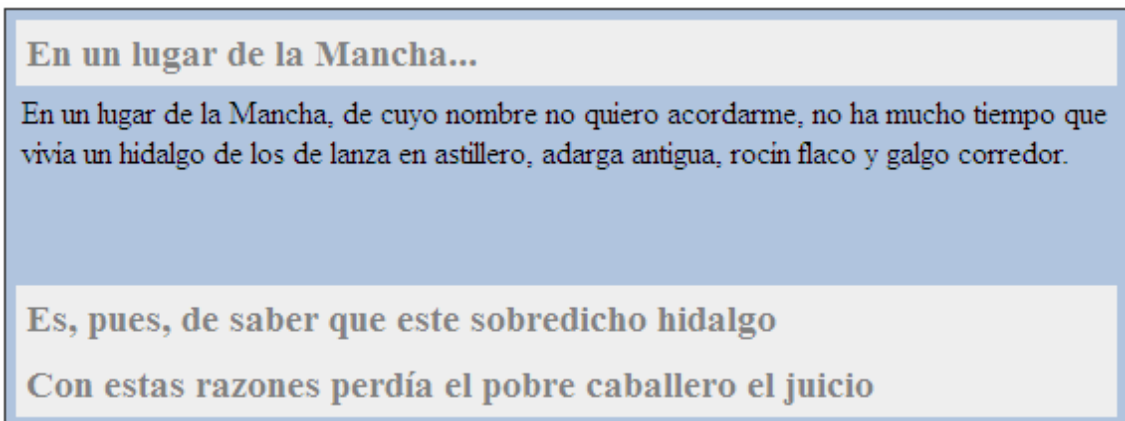 En un lugar de la Mancha...
En un lugar de la Mancha, de cuyo nombre no quiero acordarme, no ha mucho tiempo que
vivía un hidalgo de los de lanza en astillero, adarga antigua, rocín flaco y galgo corredor.
Es, pues, de saber que este sobredicho hidalgo
Con estas razones perdía el pobre caballero el juicio